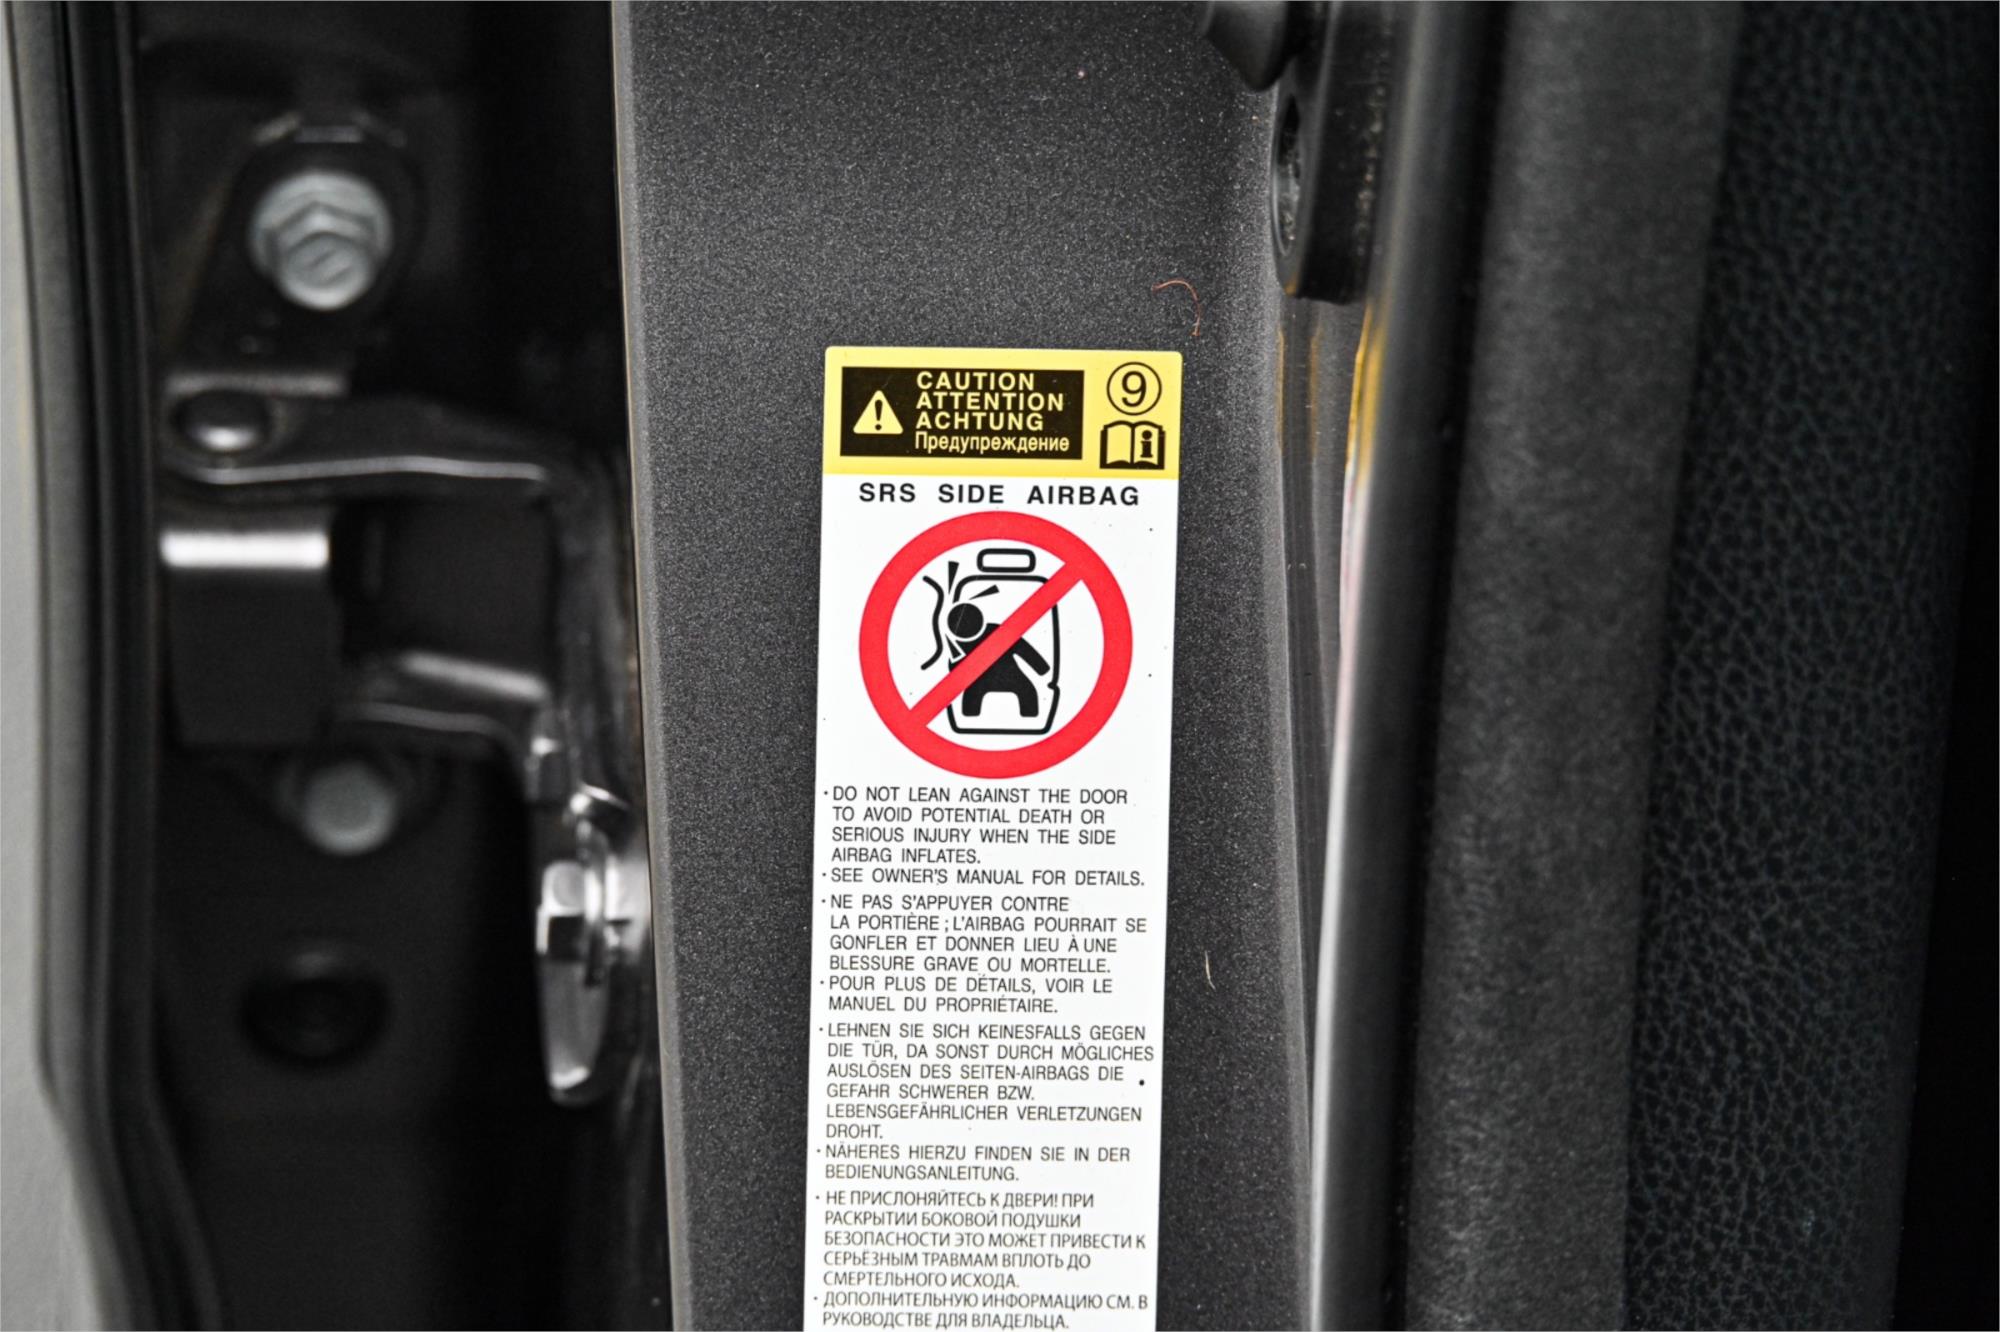 CAUTION
ATTENTION
ACHTUNG
Предупреждение
9
i
SRS SIDE AIRBAG
· DO NOT LEAN AGAINST THE DOOR
TO AVOID POTENTIAL DEATH OR
SERIOUS INJURY WHEN THE SIDE
AIRBAG INFLATES.
· SEE OWNER'S MANUAL FOR DETAILS.
· NE PAS S'APPUYER CONTRE
LA PORTIÈRE ; L'AIRBAG POURRAIT SE
GONFLER ET DONNER LIEU À UNE
BLESSURE GRAVE OU MORTELLE.
· POUR PLUS DE DÉTAILS, VOIR LE
MANUEL DU PROPRIÉTAIRE.
· LEHNEN SIE SICH KEINESFALLS GEGEN
DIE TÜR, DA SONST DURCH MÖGLICHES
AUSLÖSEN DES SEITEN-AIRBAGS DIE
GEFAHR SCHWERER BZW.
LEBENSGEFÄHRLICHER VERLETZUNGEN
DROHT.
· NÄHERES HIERZU FINDEN SIE IN DER
BEDIENUNGSANLEITUNG.
· НЕ ПРИСЛОНЯЙТЕСЬ К ДВЕРИ! ПРИ
РАСКРЫТИИ БОКОВОЙ ПОДУШКИ
БЕЗОПАСНОСТИ ЭТО МОЖЕТ ПРИВЕСТИ К
СЕРЬЁЗНЫМ ТРАВМАМ ВПЛОТЬ ДО
СМЕРТЕЛЬНОГО ИСХОДА.
· ДОПОЛНИТЕЛЬНУЮ ИНФОРМАЦИЮ СМ. В
РУКОВОДСТВЕ ДЛЯ ВЛАДЕЛЬЦА.